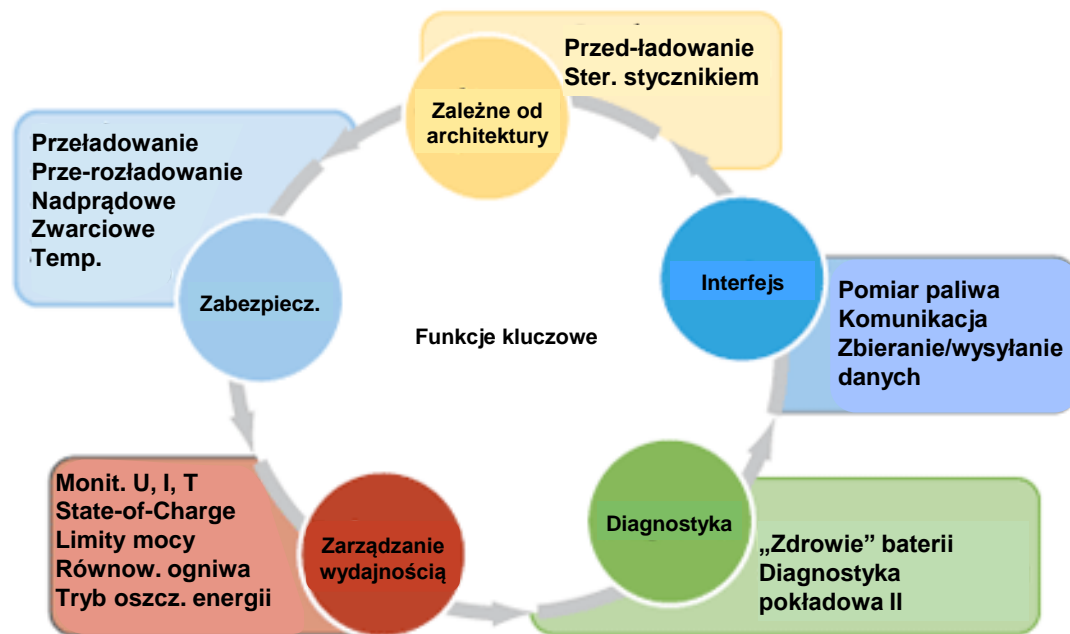 Przed-ładowanie
Ster. stycznikiem
Zależne od
architektury
Przeładowanie
Prze-rozładowanie
Nadprądowe
Zwarciowe
Temp.
Zabezpiecz.
Interfejs
Pomiar paliwa
Komunikacja
Zbieranie/wysyłanie
danych
Funkcje kluczowe
Monit. U, I, T
State-of-Charge
Limity mocy
Równow. ogniwa
Tryb oszcz. energii
Zarządzanie
wydajnością
Diagnostyka
„Zdrowie” baterii
Diagnostyka
pokładowa II